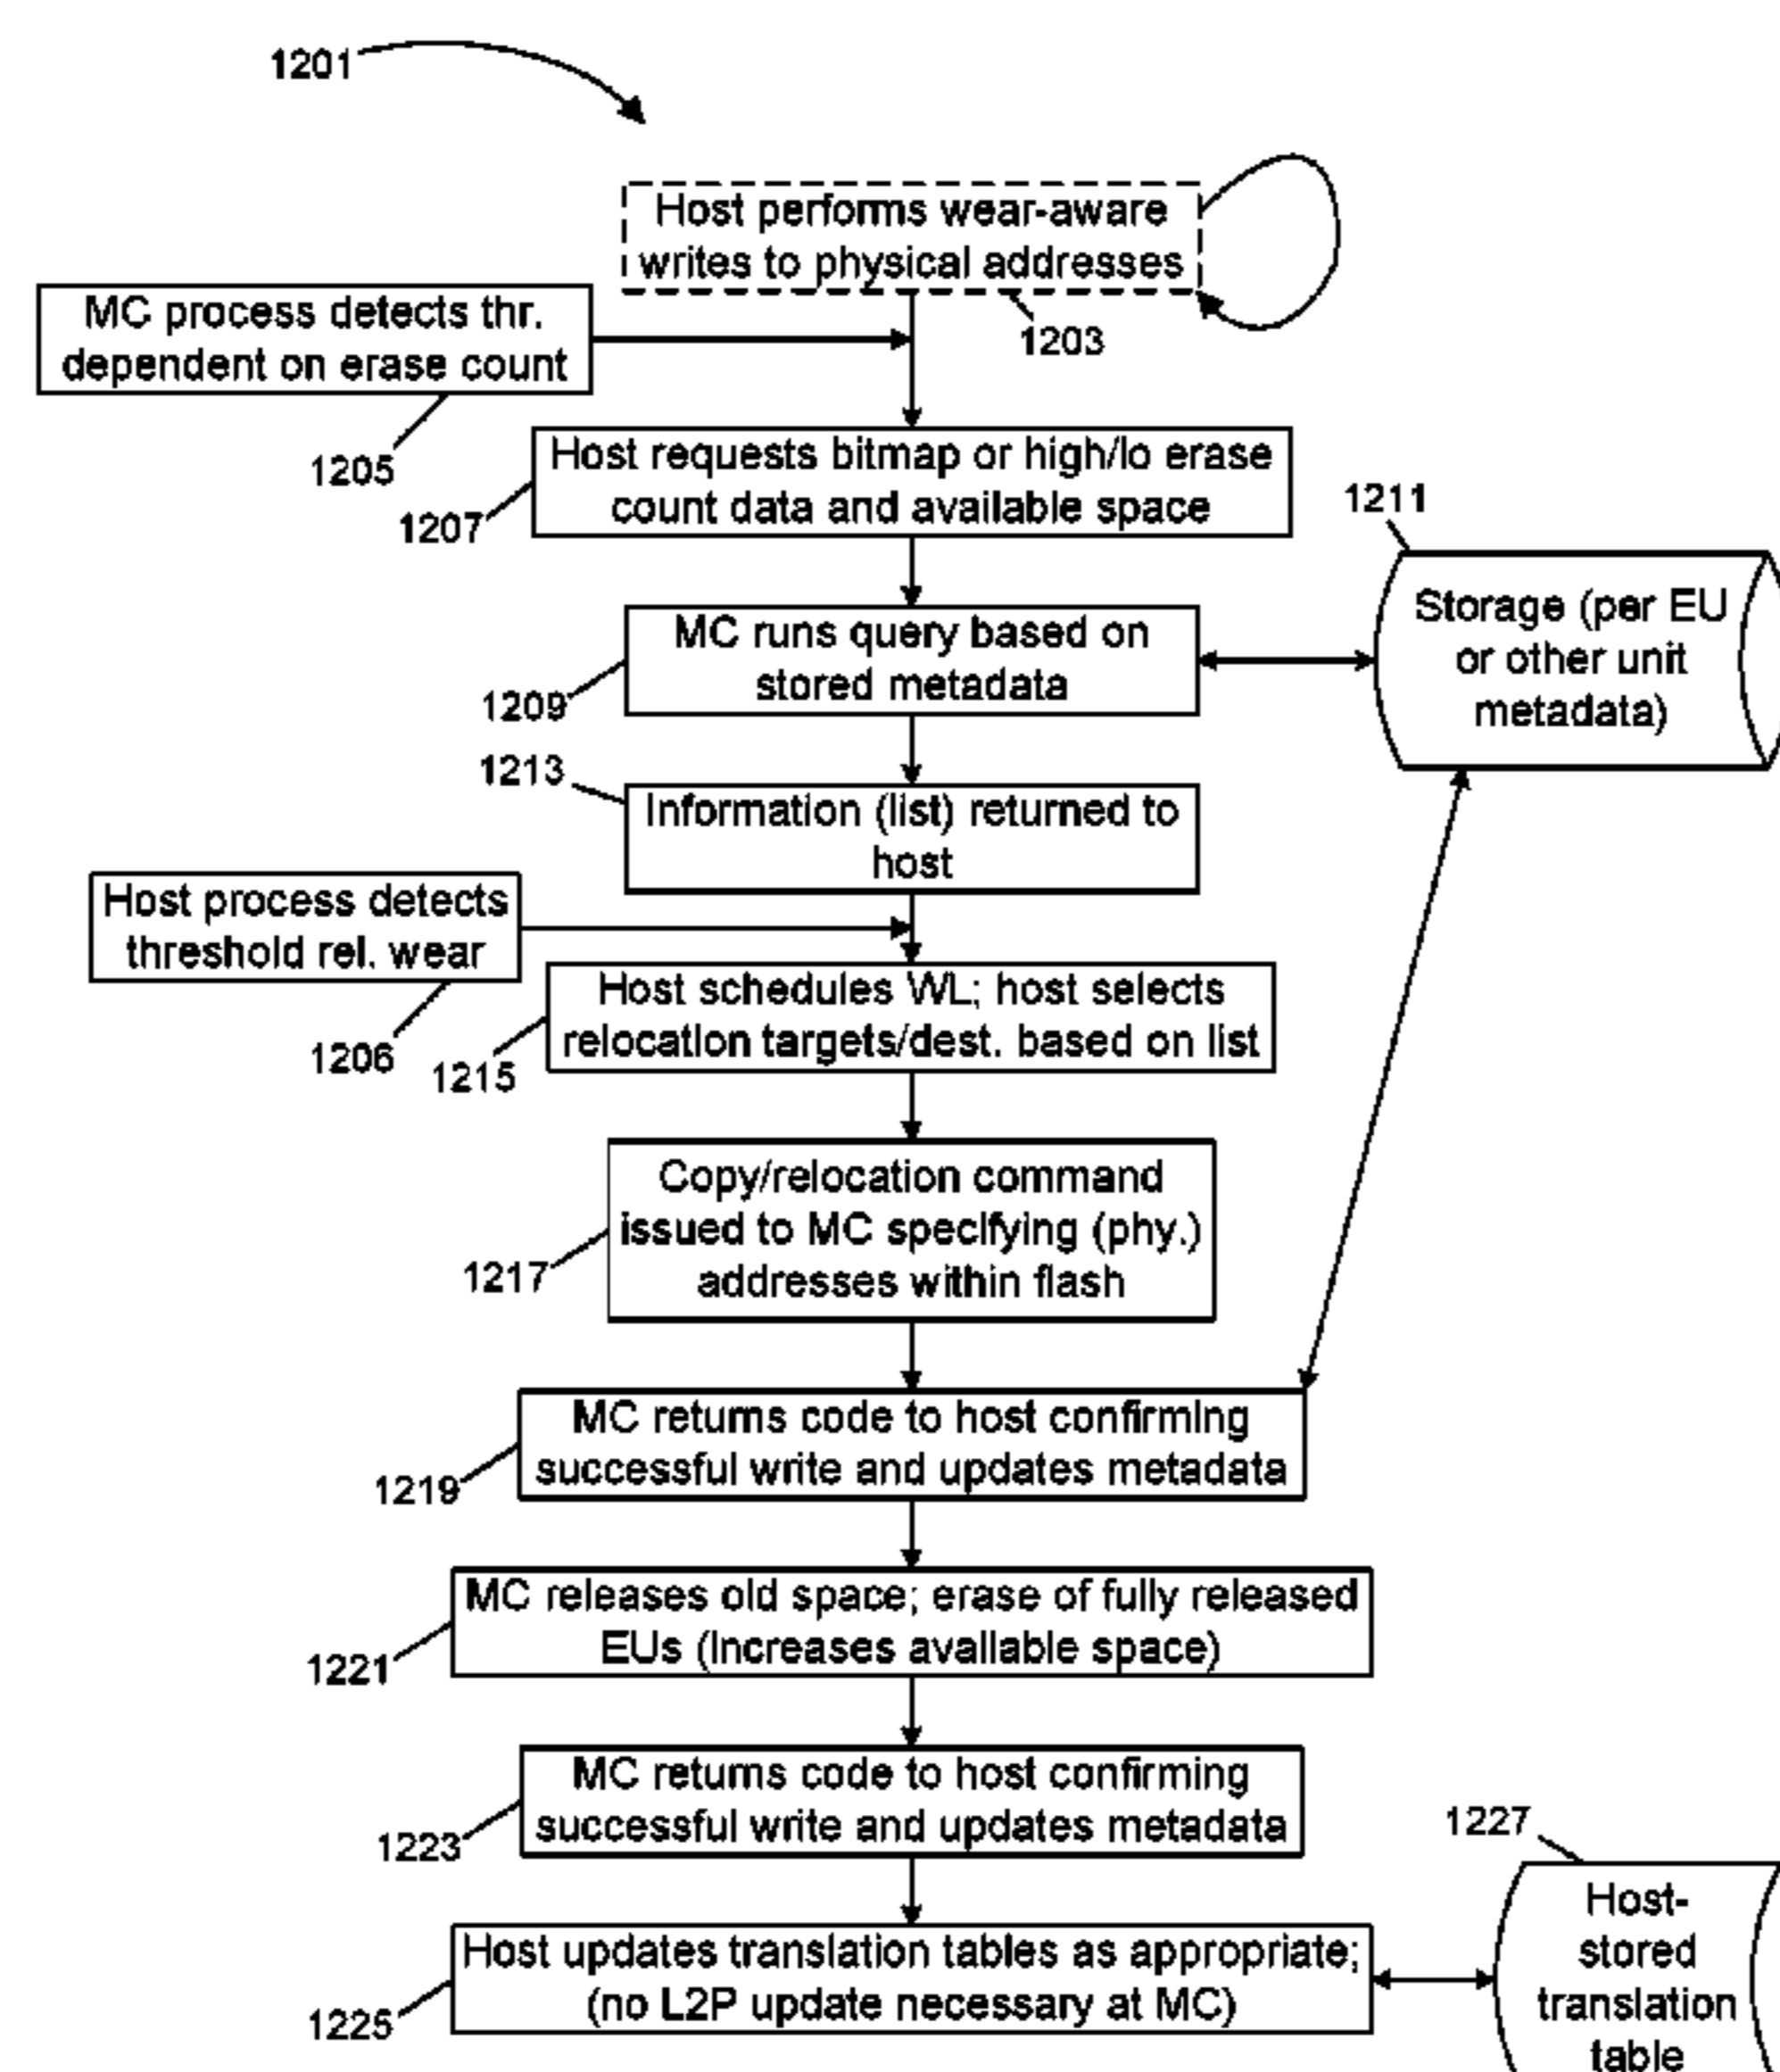 1201
Host performs wear-aware
writes to physical addresses
1203
MC process detects thr.
dependent on erase count
1205
Host requests bitmap or high/lo erase
count data and available space
1207
1211
Storage (per EU
or other unit
metadata)
MC runs query based on
stored metadata
1209
1213
Information (list) returned to
host
Host process detects
threshold rel. wear
1206
Host schedules WL; host selects
relocation targets/dest. based on list
1215
Copy/relocation command
issued to MC specifying (phy.)
addresses within flash
1217
MC returns code to host confirming
successful write and updates metadata
1219
MC releases old space; erase of fully released
EUs (increases available space)
1221
MC returns code to host confirming
successful write and updates metadata
1223
1227
Host-
stored
translation
table
Host updates translation tables as appropriate;
(no L2P update necessary at MC)
1225